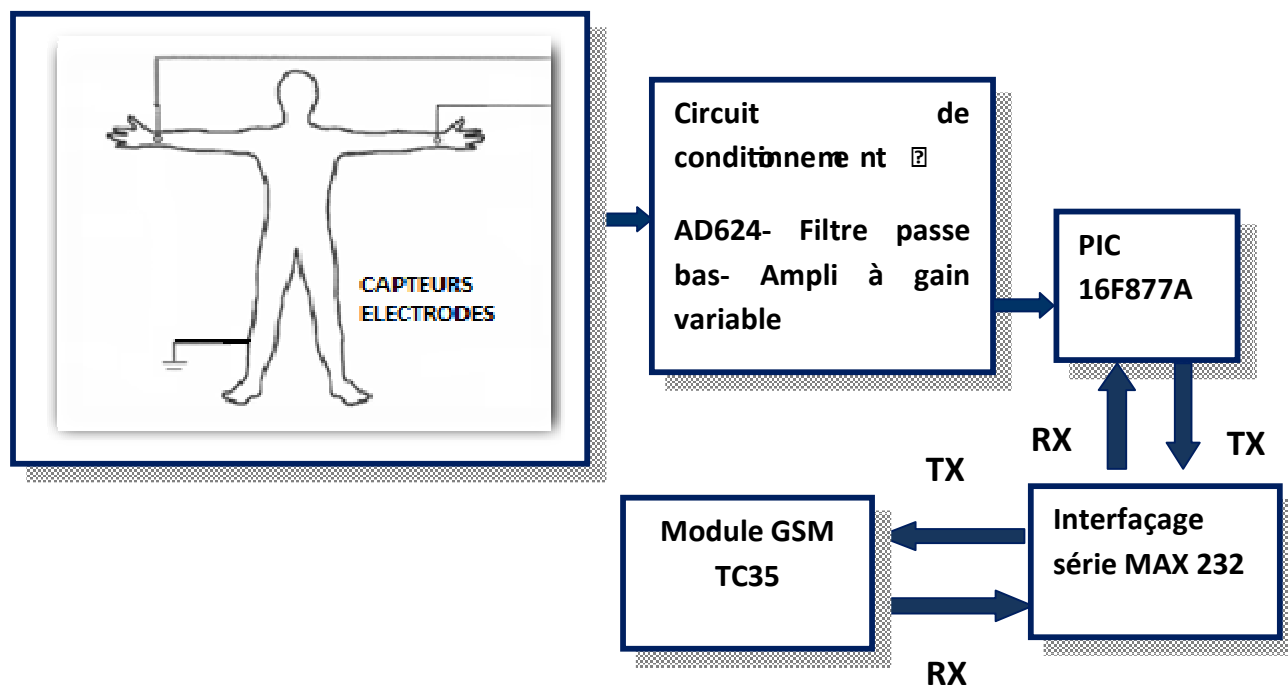 CAPTEURS
ELECTRODES
Circuit de
conditionnement
AD624- Filtre passe
bas- Ampli à gain
variable
PIC
16F877A
RX
TX
TX
Module GSM
TC35
Interfaçage
série MAX 232
RX